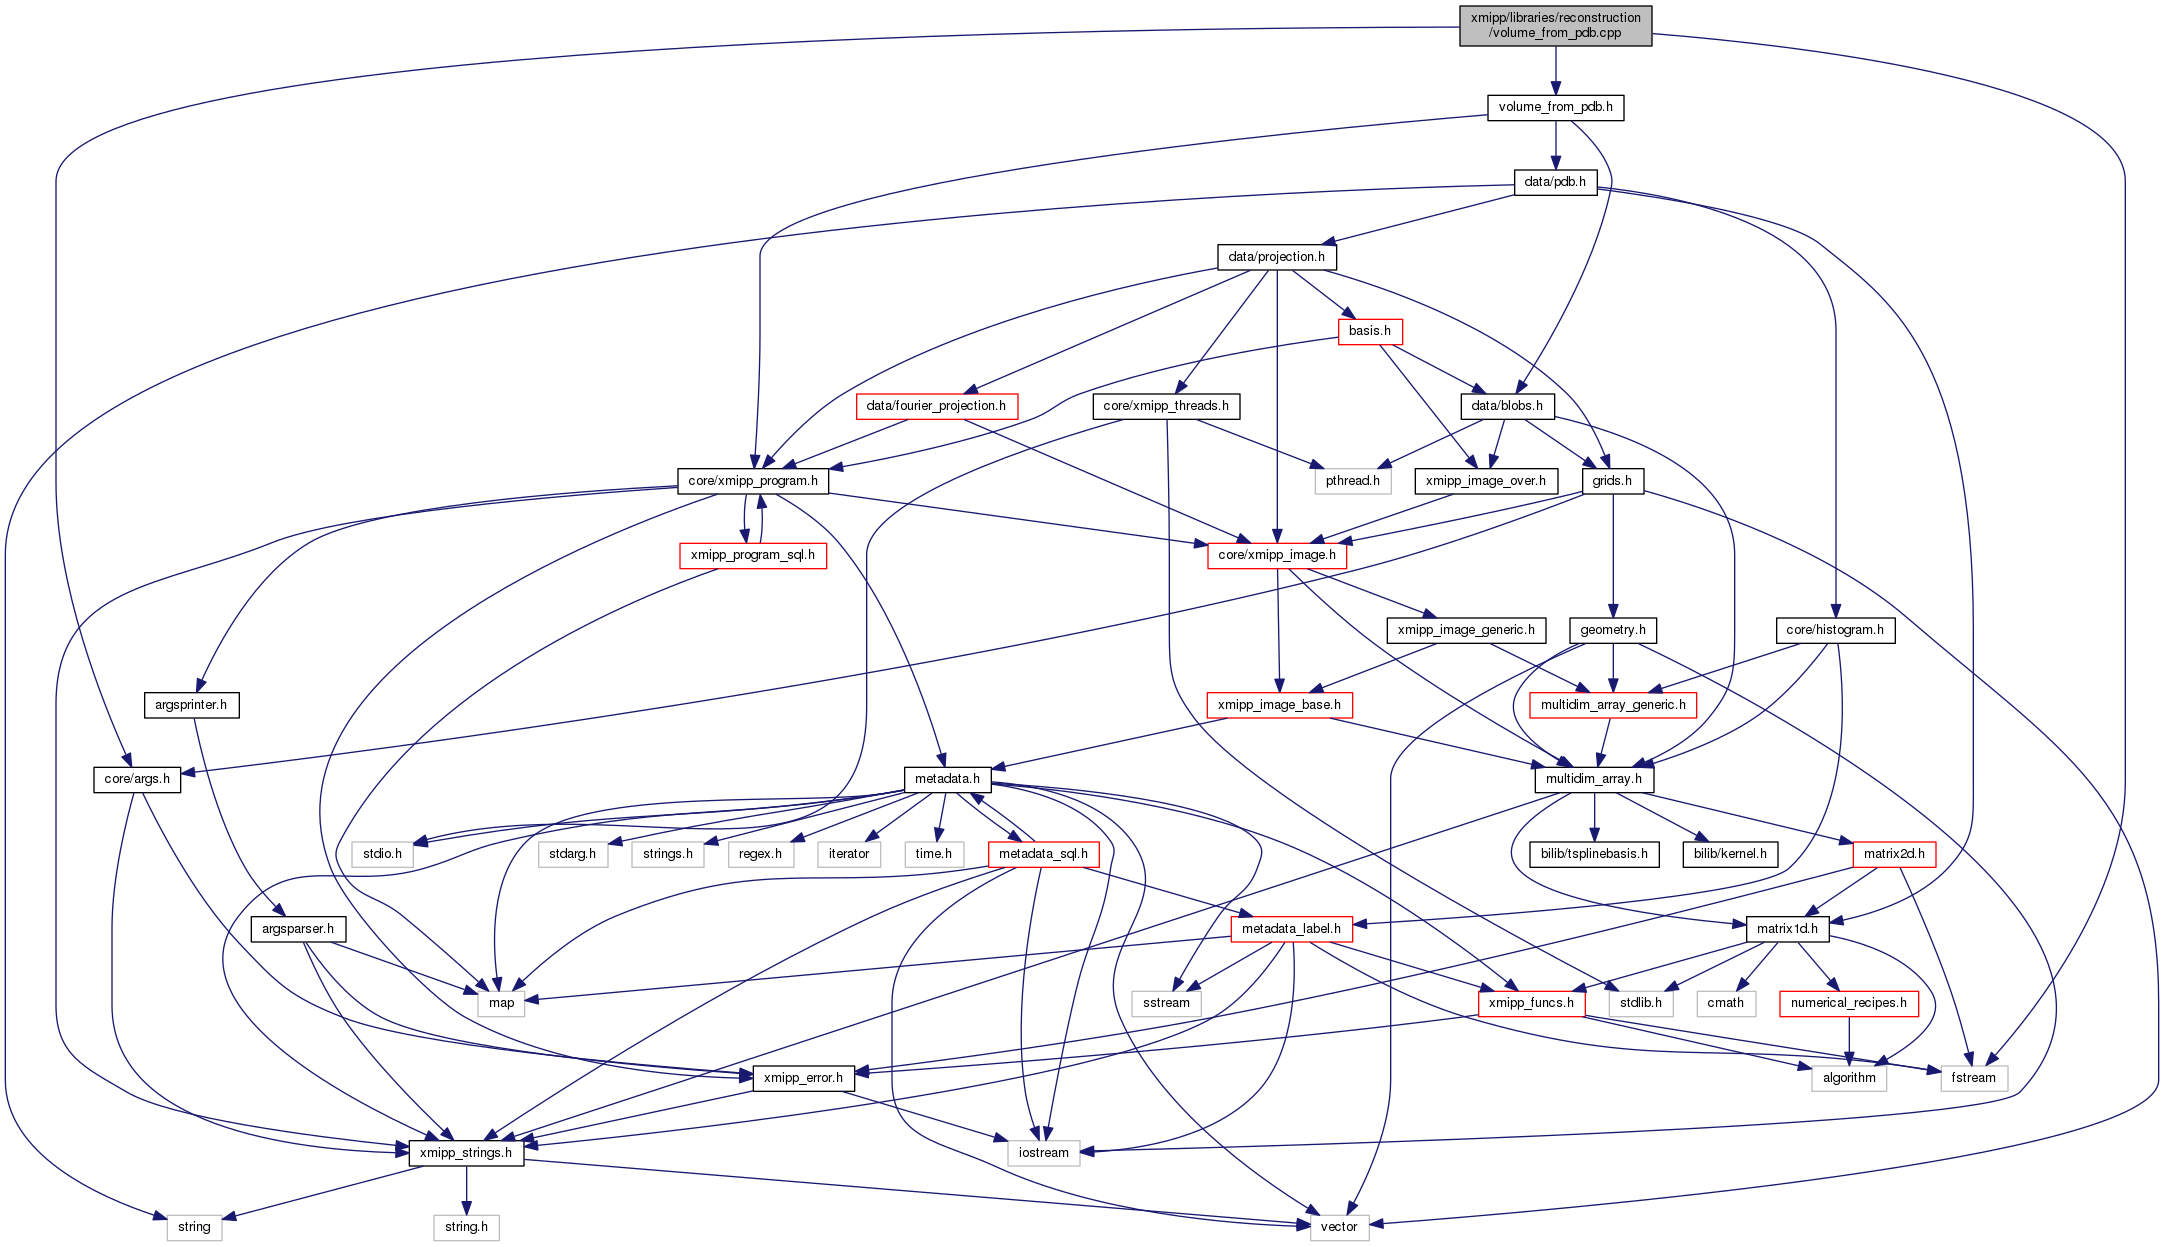 xmipp/libraries/reconstruction
/volume_from_pdb.cpp
volume_from_pdb.h
data/pdb.h
data/projection.h
basis.h
data/fourier_projection.h
core/xmipp_threads.h
data/blobs.h
core/xmipp_program.h
pthread.h
xmipp_image_over.h
grids.h
xmipp_program_sql.h
core/xmipp_image.h
xmipp_image_generic.h
geometry.h
core/histogram.h
argsprinter.h
xmipp_image_base.h
multidim_array_generic.h
core/args.h
metadata.h
multidim_array.h
stdio.h
stdarg.h
strings.h
regex.h
iterator
time.h
metadata_sql.h
bilib/tsplinebasis.h
bilib/kernel.h
matrix2d.h
argsparser.h
metadata_label.h
matrix1d.h
map
sstream
xmipp_funcs.h
stdlib.h
cmath
numerical_recipes.h
xmipp_error.h
algorithm
fstream
xmipp_strings.h
iostream
string
string.h
vector